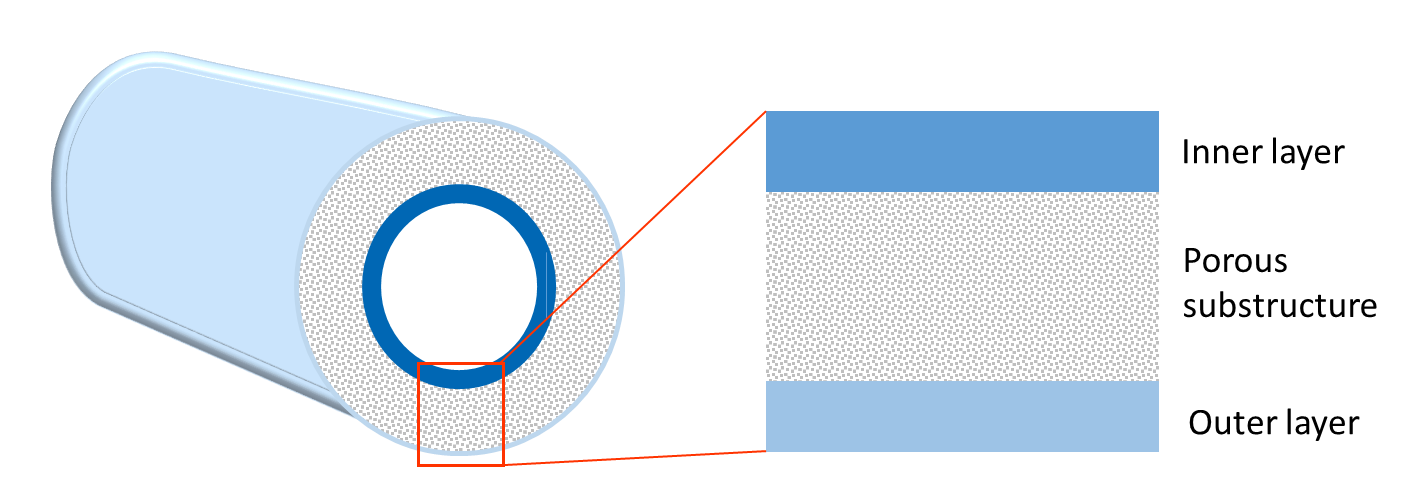 Inner layer
Porous
substructure
Outer layer